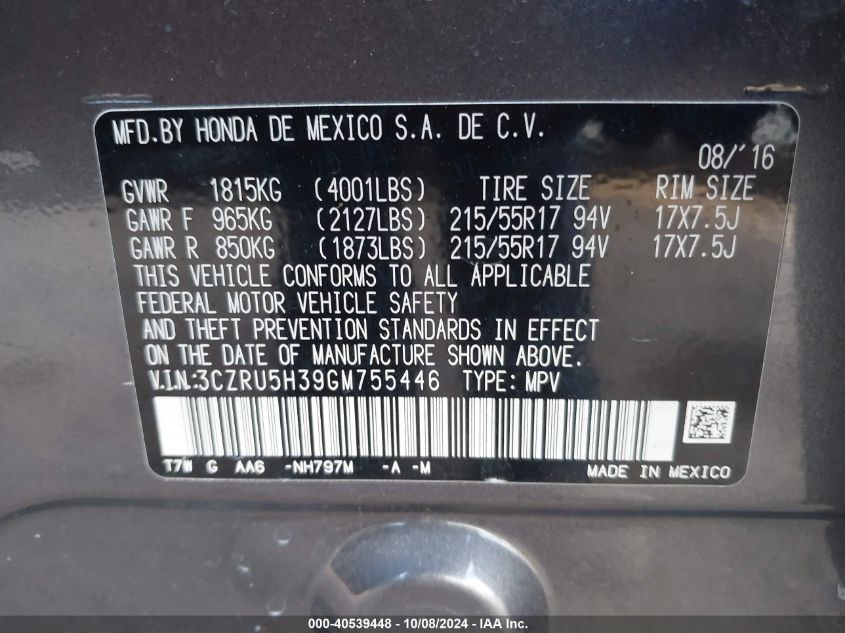 MFD.BY HONDA DE MEXICO S.A. DE C.V.
08/'16
GVWR 1815KG (4001LBS) TIRE SIZE RIM SIZE
GAWR F 965KG (2127LBS) 215/55R17 94V 17X7.5J
GAWR R 850KG (1873LBS) 215/55R17 94V 17X7.5J
THIS VEHICLE CONFORMS TO ALL APPLICABLE
FEDERAL MOTOR VEHICLE SAFETY
AND THEFT PREVENTION STANDARDS IN EFFECT
ON THE DATE OF MANUFACTURE SHOWN ABOVE.
V.I.N.:3CZRU5H39GM755446 TYPE: MPV
T7W G AA6 -NH797M -A -M
MADE IN MEXICO
000-40539448 - 10/08/2024 - IAA Inc.